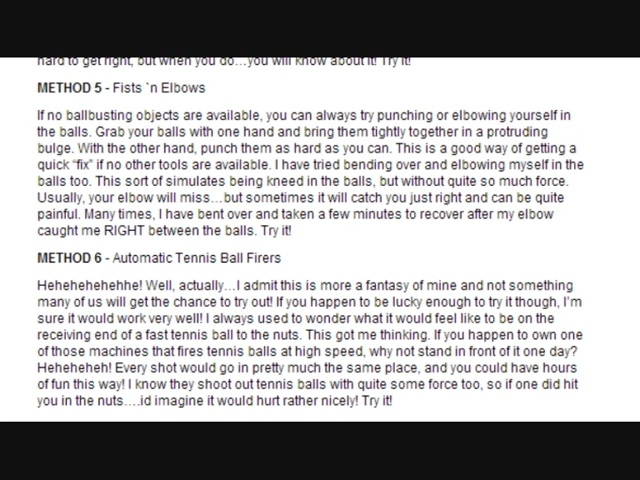 hard to get right, but when you do…you will know about it! Try it!
METHOD 5 - Fists `n Elbows
If no ballbusting objects are available, you can always try punching or elbowing yourself in
the balls. Grab your balls with one hand and bring them tightly together in a protruding
bulge. With the other hand, punch them as hard as you can. This is a good way of getting a
quick “fix” if no other tools are available. I have tried bending over and elbowing myself in the
balls too. This sort of simulates being kneed in the balls, but without quite so much force.
Usually, your elbow will miss…but sometimes it will catch you just right and can be quite
painful. Many times, I have bent over and taken a few minutes to recover after my elbow
caught me RIGHT between the balls. Try it!
METHOD 6 - Automatic Tennis Ball Firers
Hehehehehehhe! Well, actually…I admit this is more a fantasy of mine and not something
many of us will get the chance to try out! If you happen to be lucky enough to try it though, I’m
sure it would work very well! I always used to wonder what it would feel like to be on the
receiving end of a fast tennis ball to the nuts. This got me thinking. If you happen to own one
of those machines that fires tennis balls at high speed, why not stand in front of it one day?
Heheheheh! Every shot would go in pretty much the same place, and you could have hours
of fun this way! I know they shoot out tennis balls with quite some force too, so if one did hit
you in the nuts….id imagine it would hurt rather nicely! Try it!